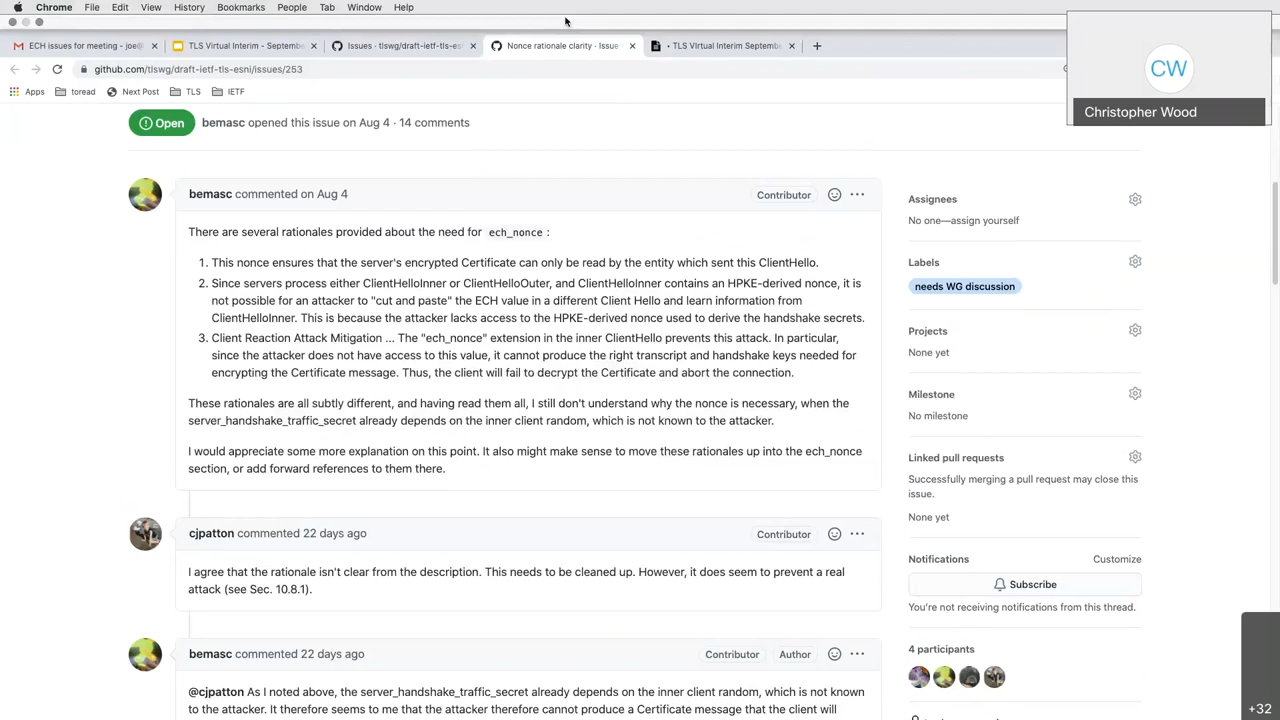 Chrome File Edit View History Bookmarks People Tab Window Help
ECH issues for meeting - joe@
TLS Virtual Interim - Septemb
Issues · tlswg/draft-ietf-tls-es
Nonce rationale clarity · Issue
• TLS VIrtual Interim Septembe
github.com/tlswg/draft-ietf-tls-esni/issues/253
Apps toread Next Post TLS IETF
CW
Christopher Wood
Open bemasc opened this issue on Aug 4 · 14 comments
bemasc commented on Aug 4 Contributor
There are several rationales provided about the need for ech_nonce :
1. This nonce ensures that the server's encrypted Certificate can only be read by the entity which sent this ClientHello.
2. Since servers process either ClientHelloInner or ClientHelloOuter, and ClientHelloInner contains an HPKE-derived nonce, it is
not possible for an attacker to "cut and paste" the ECH value in a different Client Hello and learn information from
ClientHelloInner. This is because the attacker lacks access to the HPKE-derived nonce used to derive the handshake secrets.
3. Client Reaction Attack Mitigation ... The "ech_nonce" extension in the inner ClientHello prevents this attack. In particular,
since the attacker does not have access to this value, it cannot produce the right transcript and handshake keys needed for
encrypting the Certificate message. Thus, the client will fail to decrypt the Certificate and abort the connection.
These rationales are all subtly different, and having read them all, I still don't understand why the nonce is necessary, when the
server_handshake_traffic_secret already depends on the inner client random, which is not known to the attacker.
I would appreciate some more explanation on this point. It also might make sense to move these rationales up into the ech_nonce
section, or add forward references to them there.
cjpatton commented 22 days ago Contributor
I agree that the rationale isn't clear from the description. This needs to be cleaned up. However, it does seem to prevent a real
attack (see Sec. 10.8.1).
bemasc commented 22 days ago Contributor Author
@cjpatton As I noted above, the server_handshake_traffic_secret already depends on the inner client random, which is not known
to the attacker. It therefore seems to me that the attacker therefore cannot produce a Certificate message that the client will
Assignees
No one—assign yourself
Labels
needs WG discussion
Projects
None yet
Milestone
No milestone
Linked pull requests
Successfully merging a pull request may close this
issue.
None yet
Notifications Customize
Subscribe
You're not receiving notifications from this thread.
4 participants
+32